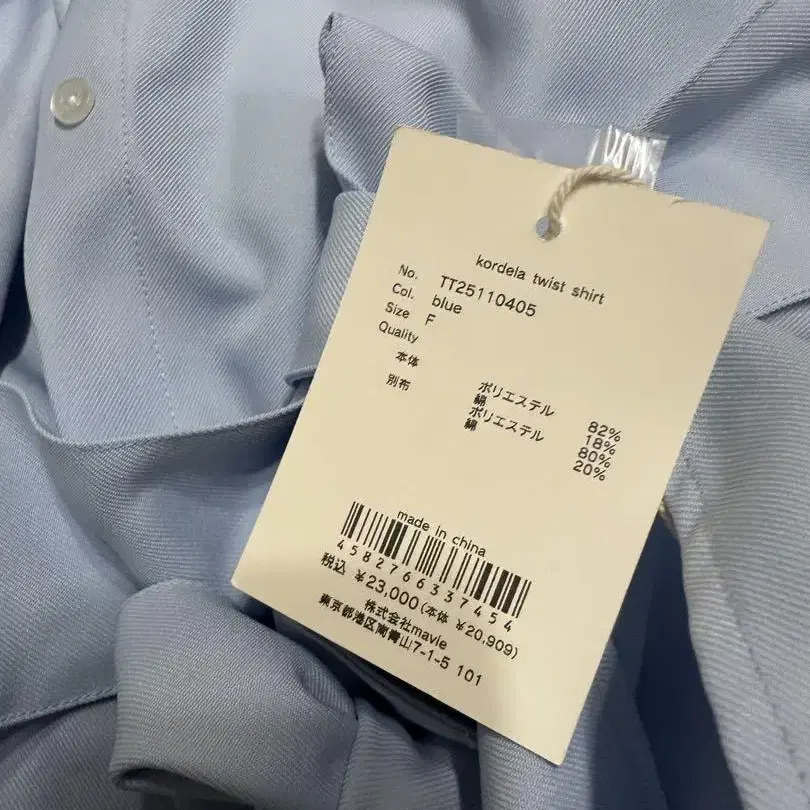 kordela twist shirt
No. TT25110405
Col. blue
Size F
Quality
本体 ポリエステル 82%
綿 18%
別布 ポリエステル 80%
綿 20%
made in china
4582766337454
税込 ¥23,000(本体 ¥20,909)
株式会社mavie
東京都港区南青山7-1-5 101